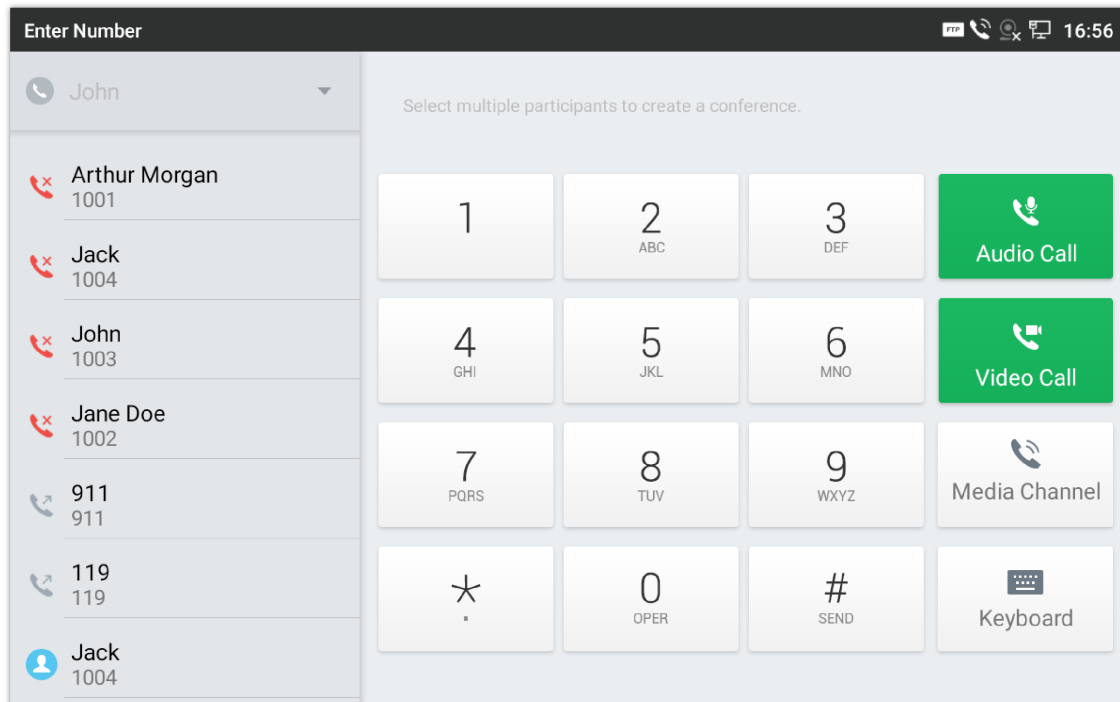 Enter Number
FTP
16:56
John
Arthur Morgan
1001
Jack
1004
John
1003
Jane Doe
1002
911
911
119
119
Jack
1004
Select multiple participants to create a conference.
1
2
ABC
3
DEF
Audio Call
4
GHI
5
JKL
6
MNO
Video Call
7
PQRS
8
TUV
9
WXYZ
Media Channel
*
.
0
OPER
#
SEND
Keyboard